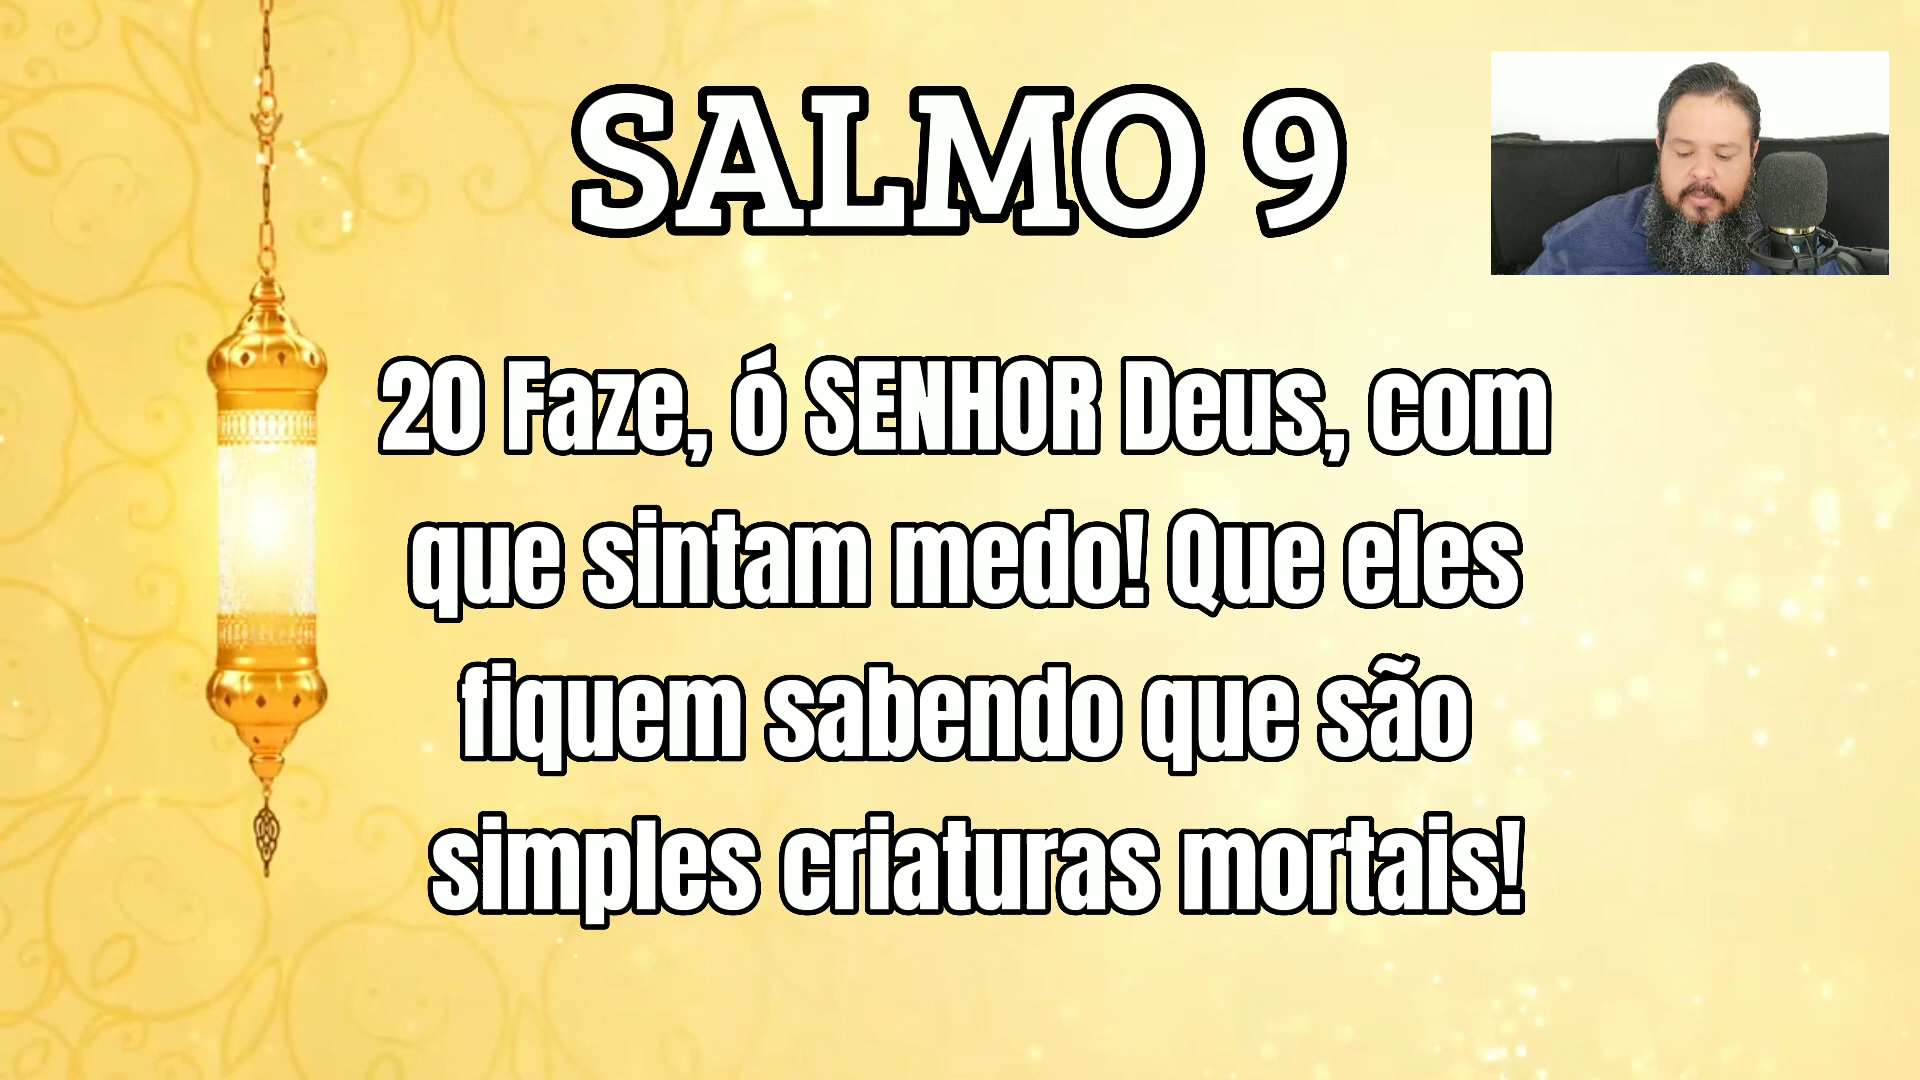 SALMO 9
20 Faze, ó SENHOR Deus, com
que sintam medo! Que eles
fiquem sabendo que são
simples criaturas mortais!